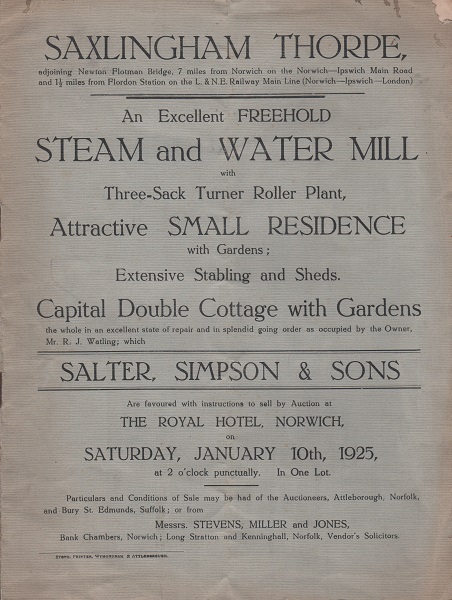 SAXLINGHAM THORPE,
adjoining Newton Flotman Bridge, 7 miles from Norwich on the Norwich—Ipswich Main Road
and 1½ miles from Flordon Station on the L. & N.E. Railway Main Line (Norwich—Ipswich—London)
An Excellent FREEHOLD
STEAM and WATER MILL
with
Three-Sack Turner Roller Plant,
Attractive SMALL RESIDENCE
with Gardens;
Extensive Stabling and Sheds.
Capital Double Cottage with Gardens
the whole in an excellent state of repair and in splendid going order as occupied by the Owner,
Mr. R. J. Watling; which
SALTER, SIMPSON & SONS
Are favoured with instructions to sell by Auction at
THE ROYAL HOTEL, NORWICH,
on
SATURDAY, JANUARY 10th, 1925,
at 2 o'clock punctually. In One Lot.
Particulars and Conditions of Sale may be had of the Auctioneers, Attleborough, Norfolk,
and Bury St. Edmunds, Suffolk; or from
Messrs. STEVENS, MILLER and JONES,
Bank Chambers, Norwich; Long Stratton and Kenninghall, Norfolk, Vendor's Solicitors.
Printer, Wymondham & Attleborough.